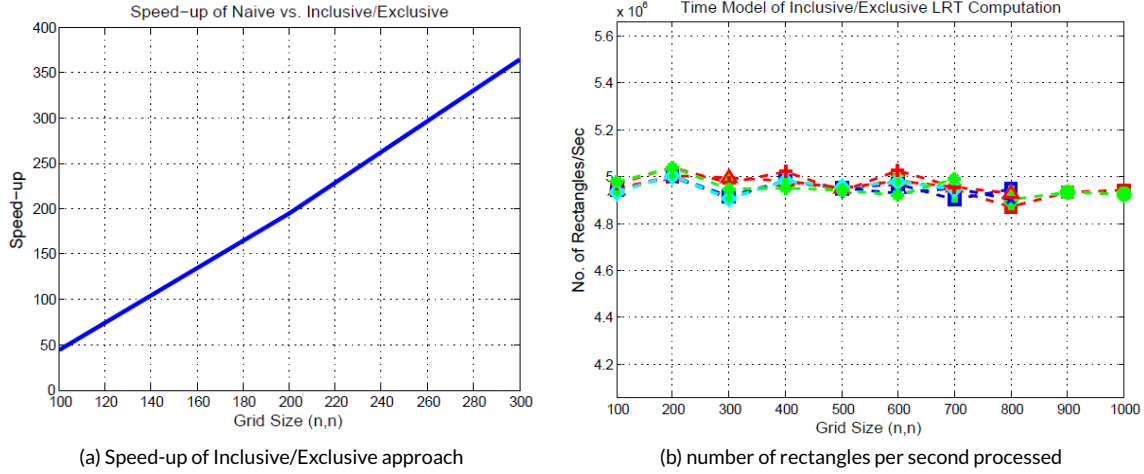 Speed-up of Naive vs. Inclusive/Exclusive
400
350
300
250
200
150
100
50
0
Speed-up
100 120 140 160 180 200 220 240 260 280 300
Grid Size (n,n)
(a) Speed-up of Inclusive/Exclusive approach
x 10^6
Time Model of Inclusive/Exclusive LRT Computation
5.6
5.4
5.2
5
4.8
4.6
4.4
4.2
No. of Rectangles/Sec
100 200 300 400 500 600 700 800 900 1000
Grid Size (n,n)
(b) number of rectangles per second processed